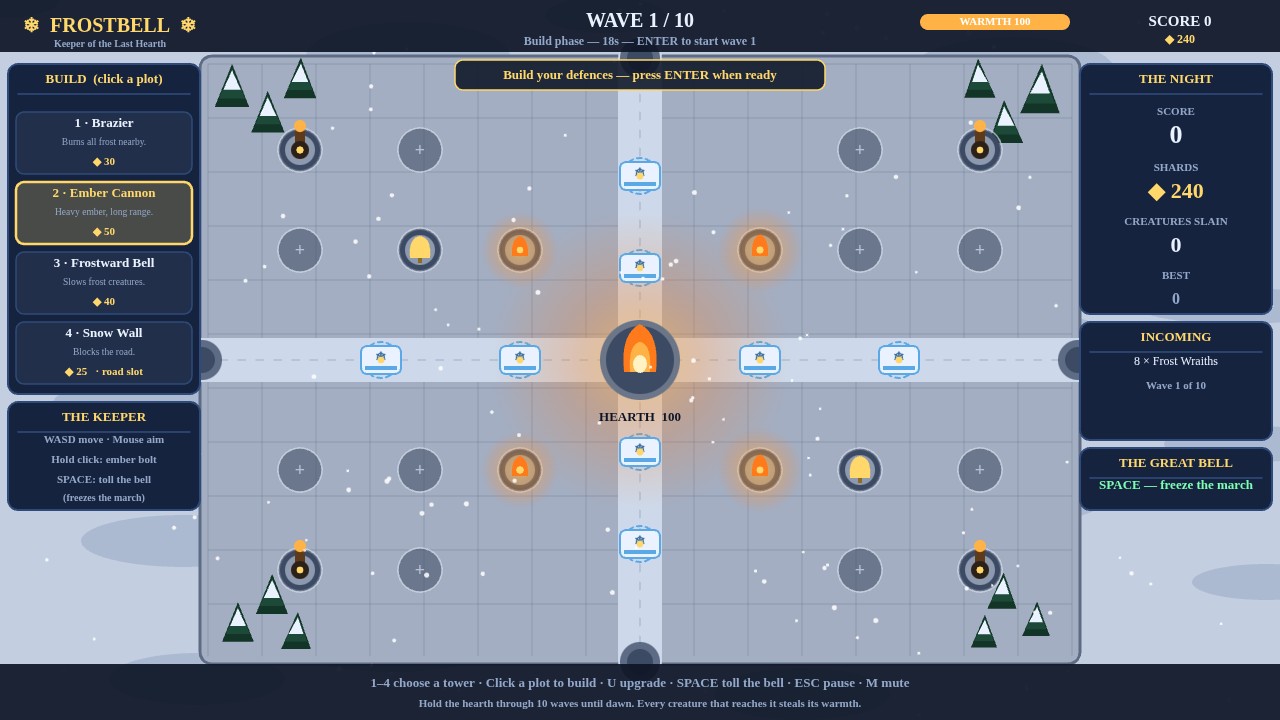 ❄ FROSTBELL ❄
Keeper of the Last Hearth
WAVE 1 / 10
Build phase — 18s — ENTER to start wave 1
WARMTH 100
SCORE 0
◆ 240
Build your defences — press ENTER when ready
BUILD (click a plot)
1 · Brazier
Burns all frost nearby.
◆ 30
2 · Ember Cannon
Heavy ember, long range.
◆ 50
3 · Frostward Bell
Slows frost creatures.
◆ 40
4 · Snow Wall
Blocks the road.
◆ 25 · road slot
THE KEEPER
WASD move · Mouse aim
Hold click: ember bolt
SPACE: toll the bell
(freezes the march)
HEARTH 100
THE NIGHT
SCORE
0
SHARDS
◆ 240
CREATURES SLAIN
0
BEST
0
INCOMING
8 × Frost Wraiths
Wave 1 of 10
THE GREAT BELL
SPACE — freeze the march
1–4 choose a tower · Click a plot to build · U upgrade · SPACE toll the bell · ESC pause · M mute
Hold the hearth through 10 waves until dawn. Every creature that reaches it steals its warmth.